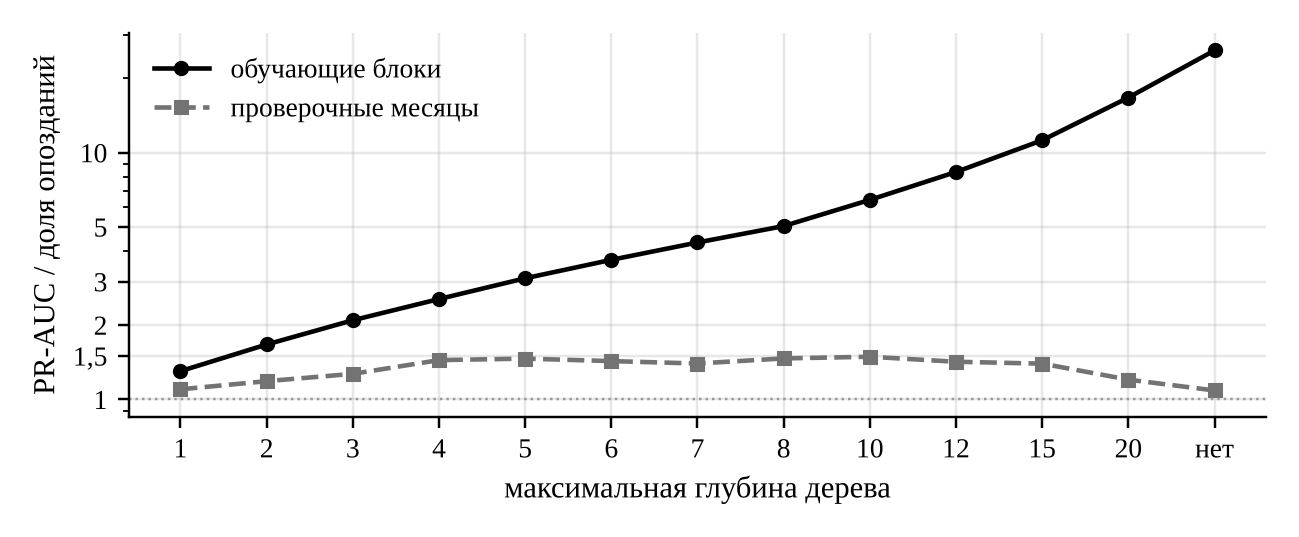 PR-AUC / доля опозданий
обучающие блоки
проверочные месяцы
10
5
3
2
1,5
1
1 2 3 4 5 6 7 8 10 12 15 20 нет
максимальная глубина дерева